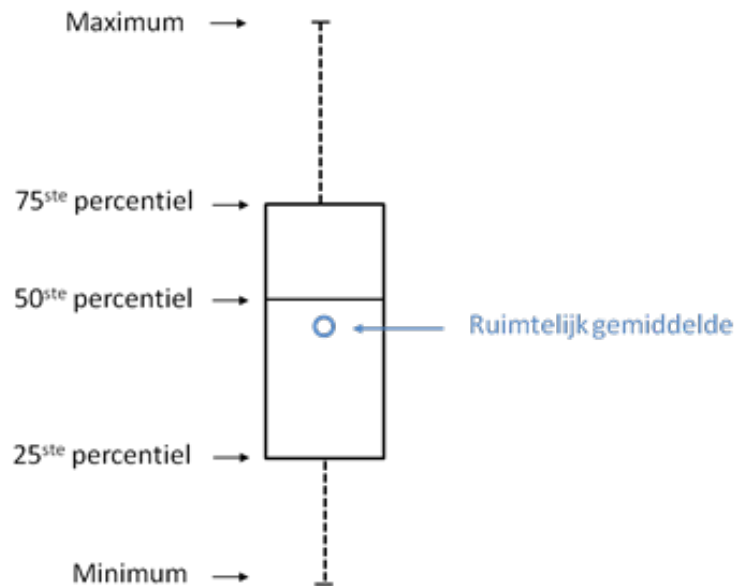 Maximum
75ste percentiel
50ste percentiel
Ruimtelijk gemiddelde
25ste percentiel
Minimum